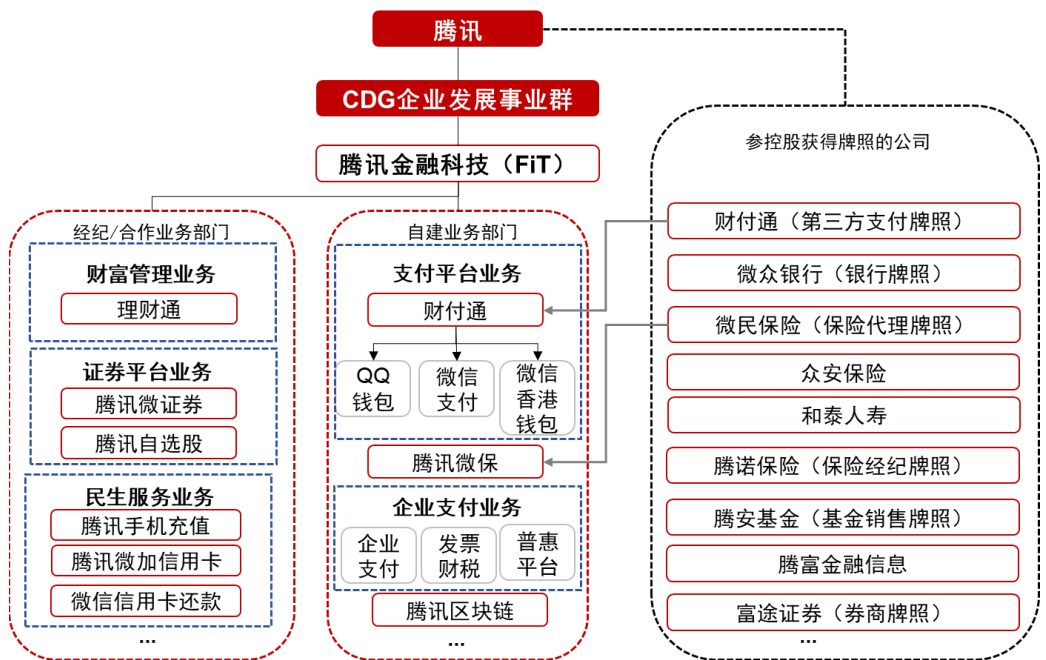 腾讯
CDG企业发展事业群
腾讯金融科技（FiT）
经纪/合作业务部门
财富管理业务
理财通
证券平台业务
腾讯微证券
腾讯自选股
民生服务业务
腾讯手机充值
腾讯微加信用卡
微信信用卡还款
...
自建业务部门
支付平台业务
财付通
QQ
钱包
微信
支付
微信
香港
钱包
腾讯微保
企业支付业务
企业
支付
发票
财税
普惠
平台
腾讯区块链
...
参控股获得牌照的公司
财付通（第三方支付牌照）
微众银行（银行牌照）
微民保险（保险代理牌照）
众安保险
和泰人寿
腾诺保险（保险经纪牌照）
腾安基金（基金销售牌照）
腾富金融信息
富途证券（券商牌照）
...